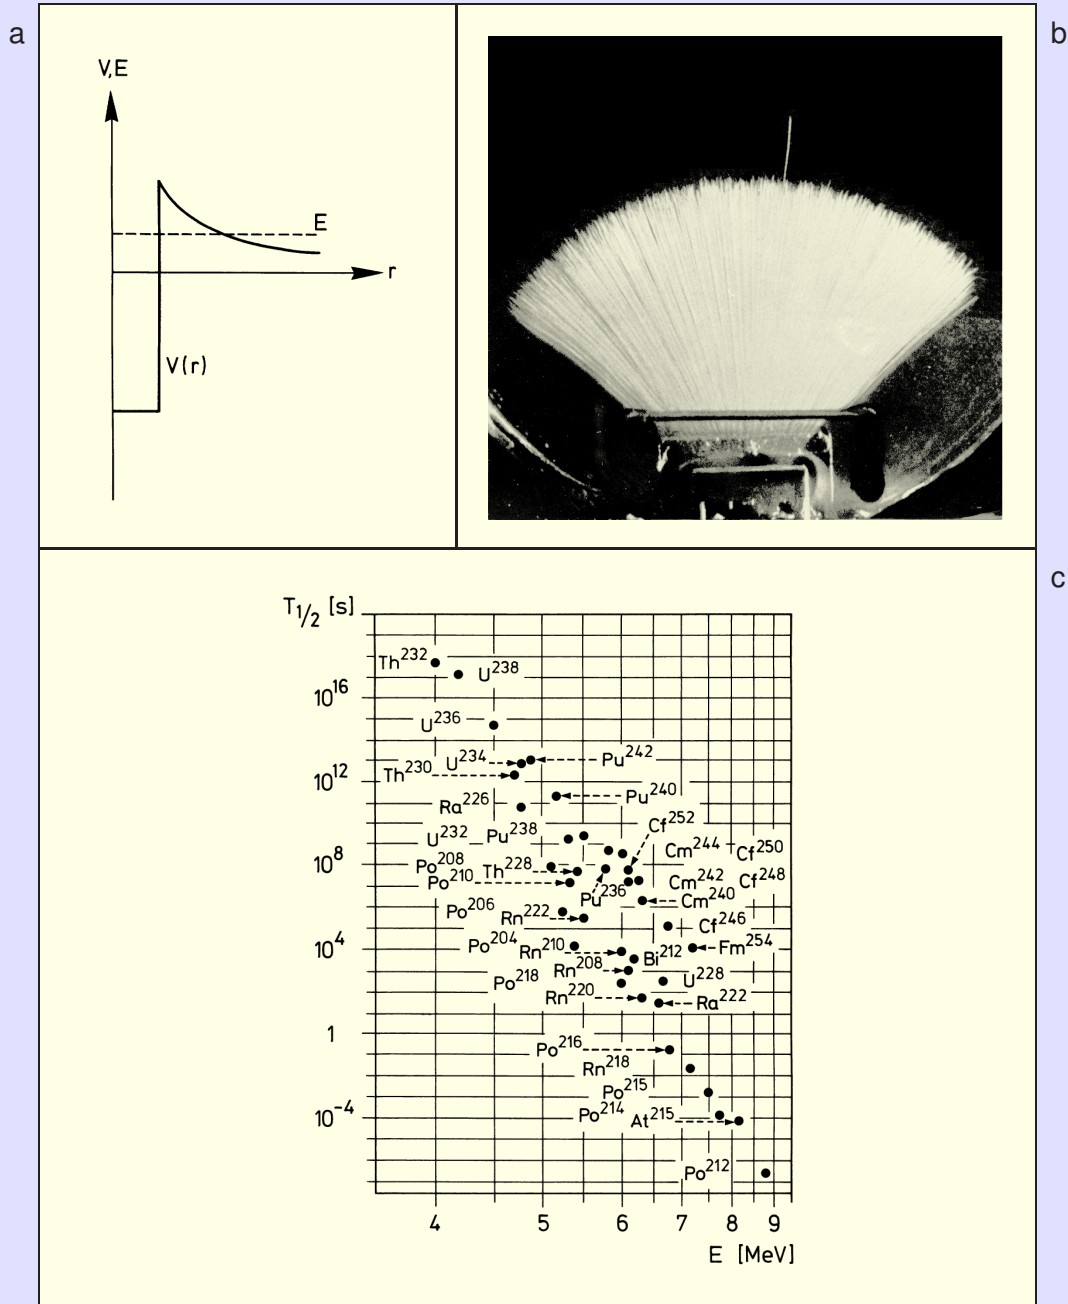 a
b
V,E
E
r
V(r)
c
T1/2 [s]
Th232
U238
10^16
U236
U234
Pu242
Th230
10^12
Pu240
Ra226
Cf252
U232 Pu238
Cm244 Cf250
10^8
Po208 Th228
Po210
Cm242 Cf248
Pu236
Cm240
Po206 Rn222
Cf246
10^4
Po204 Rn210
Bi212
Fm254
Rn208
Po218
U228
Rn220
Ra222
1
Po216
Rn218
Po215
10^-4
Po214 At215
Po212
4 5 6 7 8 9
E [MeV]